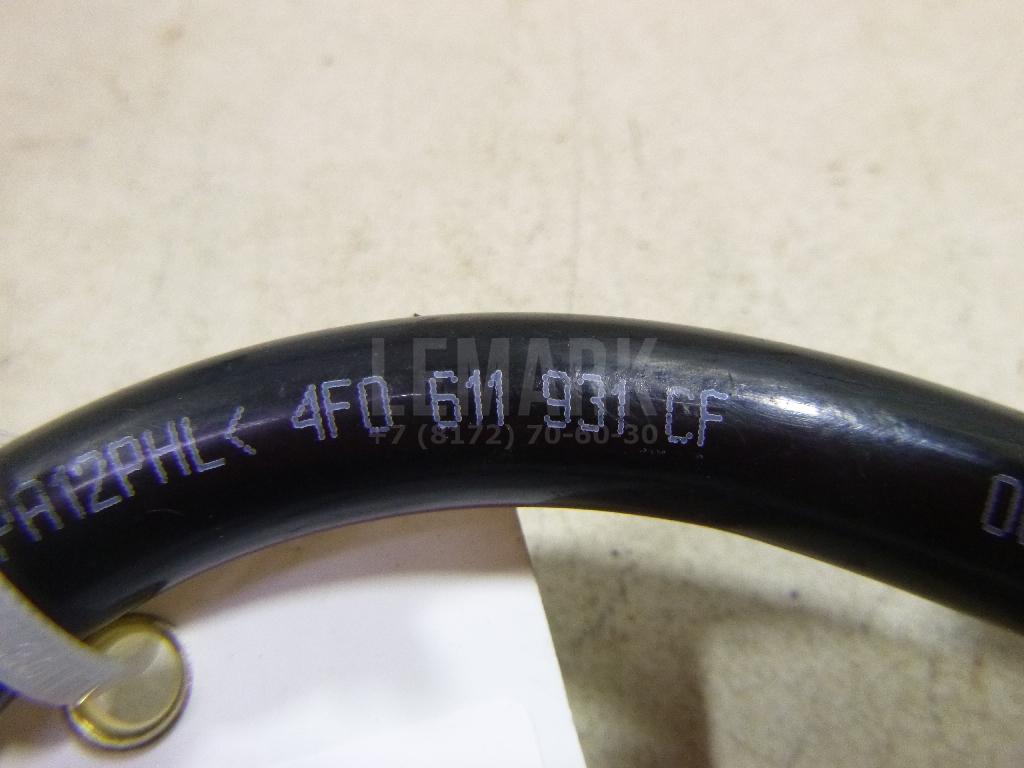 LEMARK
PA12PHL< 4F0 611 931 CF
+7 (8172) 70-60-30